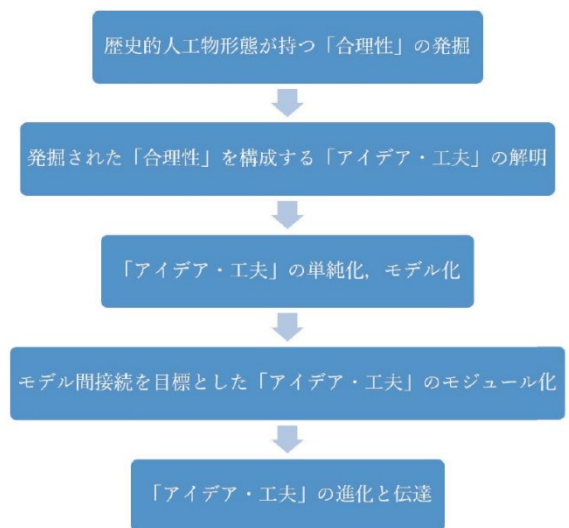 歴史的人工物形態が持つ「合理性」の発掘
発掘された「合理性」を構成する「アイデア・工夫」の解明
「アイデア・工夫」の単純化，モデル化
モデル間接続を目標とした「アイデア・工夫」のモジュール化
「アイデア・工夫」の進化と伝達